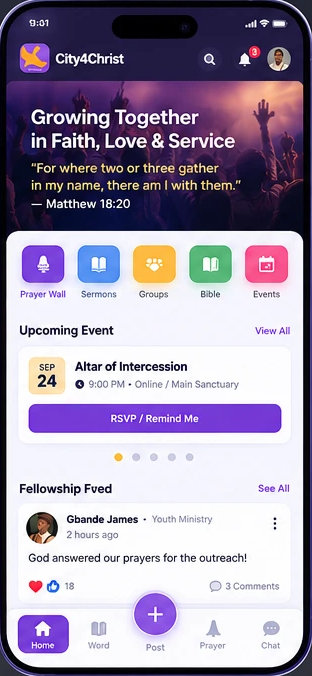 9:01
City4Christ
3
Growing Together
in Faith, Love & Service
“For where two or three gather
in my name, there am I with them.”
— Matthew 18:20
Prayer Wall
Sermons
Groups
Bible
Events
Upcoming Event
View All
SEP
24
Altar of Intercession
9:00 PM • Online / Main Sanctuary
RSVP / Remind Me
Fellowship Fved
See All
Gbande James • Youth Ministry
2 hours ago
God answered our prayers for the outreach!
18
3 Comments
Home
Word
Post
Prayer
Chat